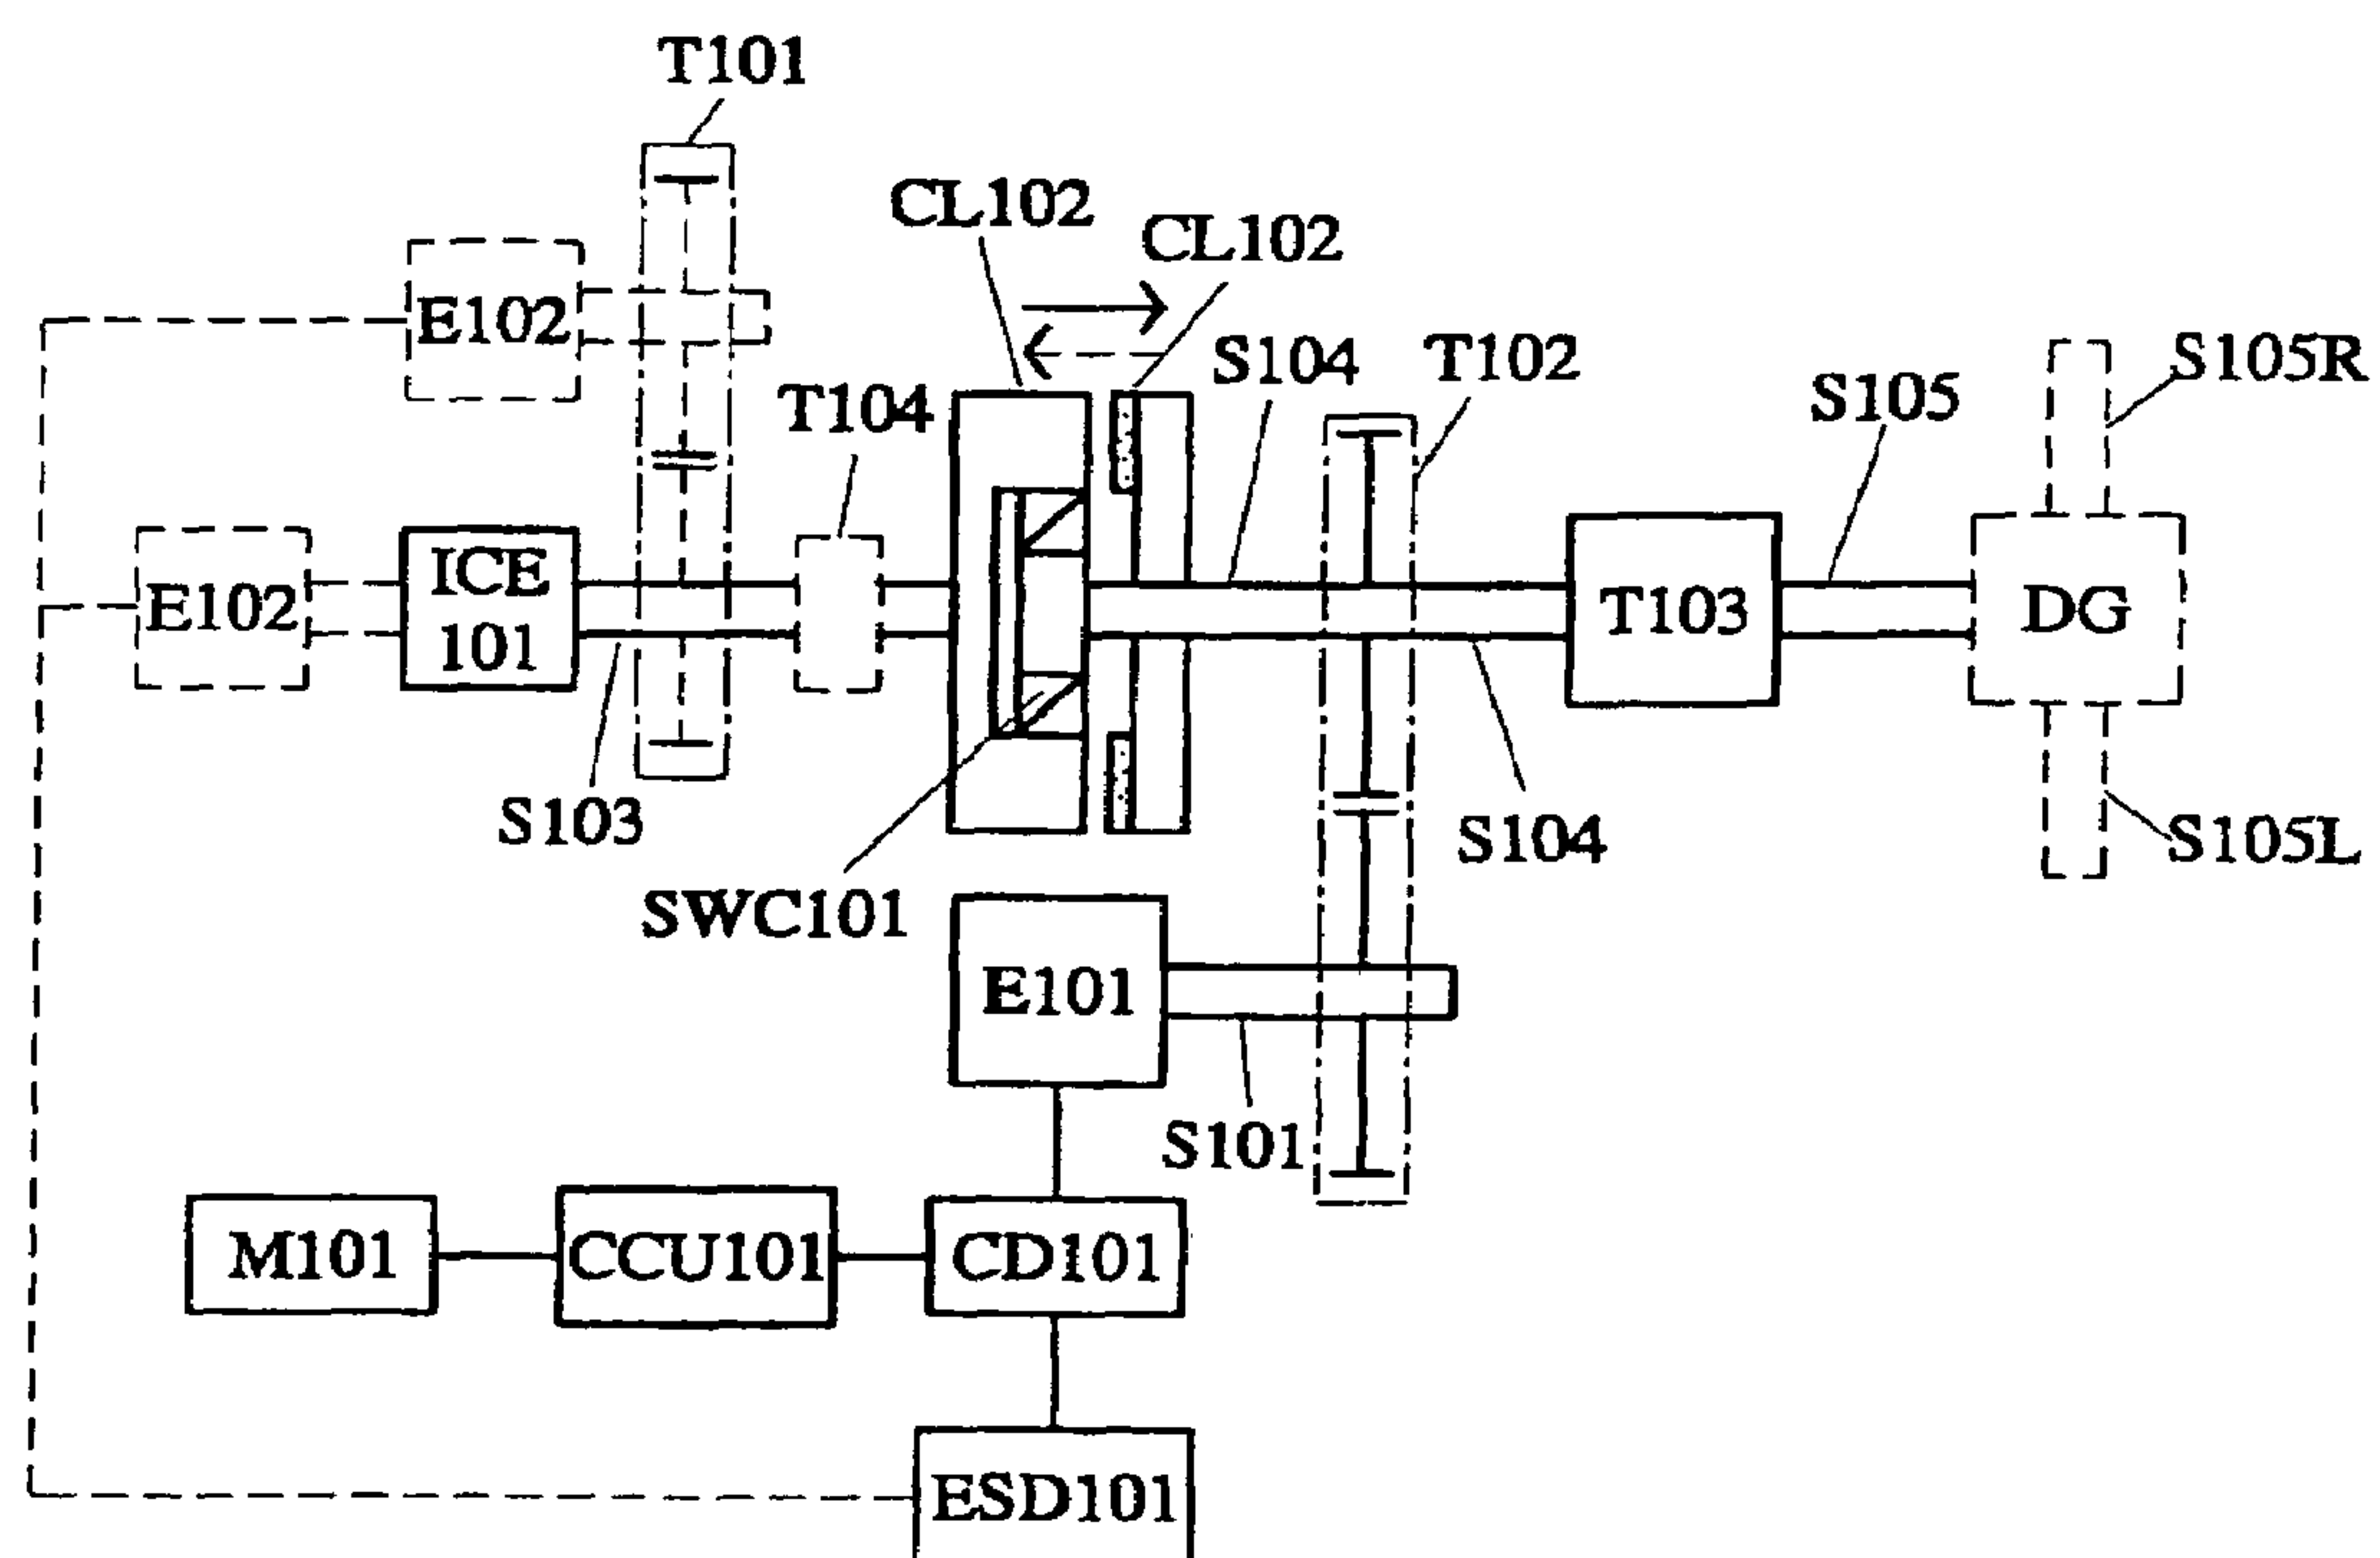 T101
CL102
CL102
E102
S104
T102
S105R
S105
T104
ICE
101
E102
T103
DG
S103
S104
S105L
SWC101
E101
S101
M101
CCU101
CD101
ESD101